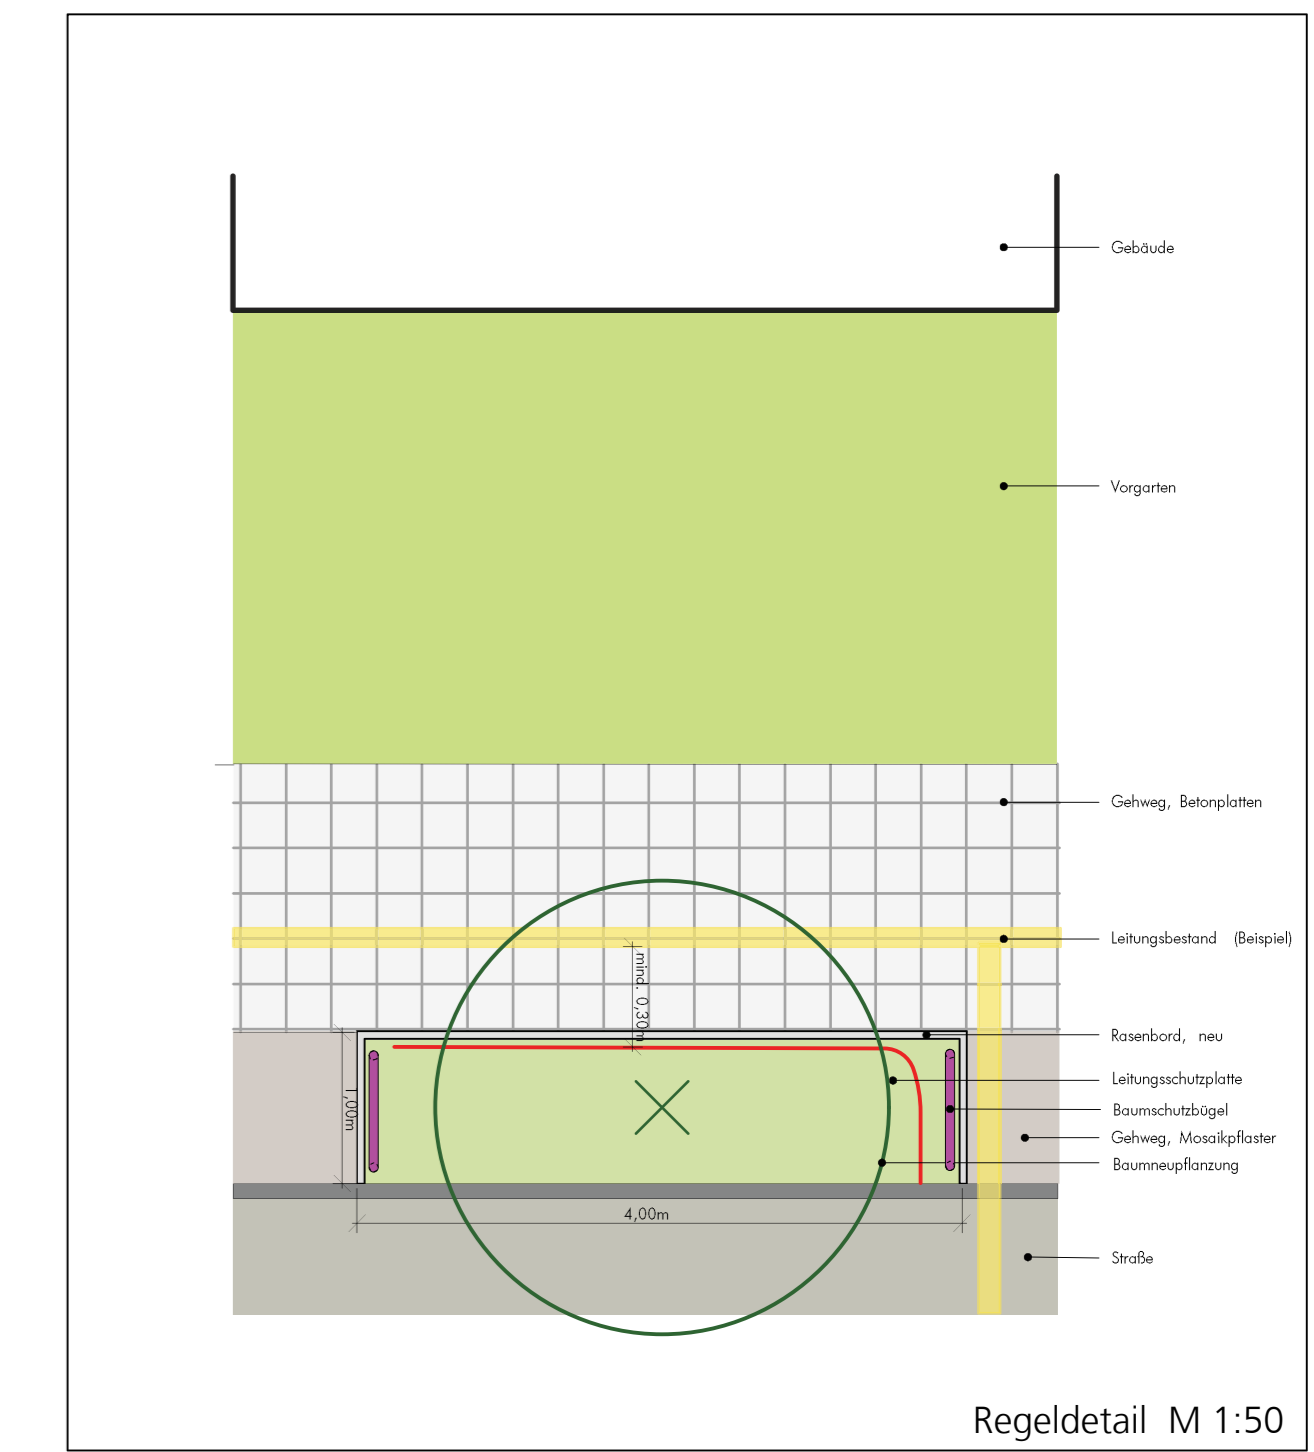 Gebäude
Vorgarten
Gehweg, Betonplatten
Leitungsbestand (Beispiel)
mind. 0,30m
Rasenbord, neu
Leitungsschutzplatte
1,00m
Baumschutzbügel
Gehweg, Mosaikpflaster
Baumneupflanzung
4,00m
Straße
Regeldetail M 1:50